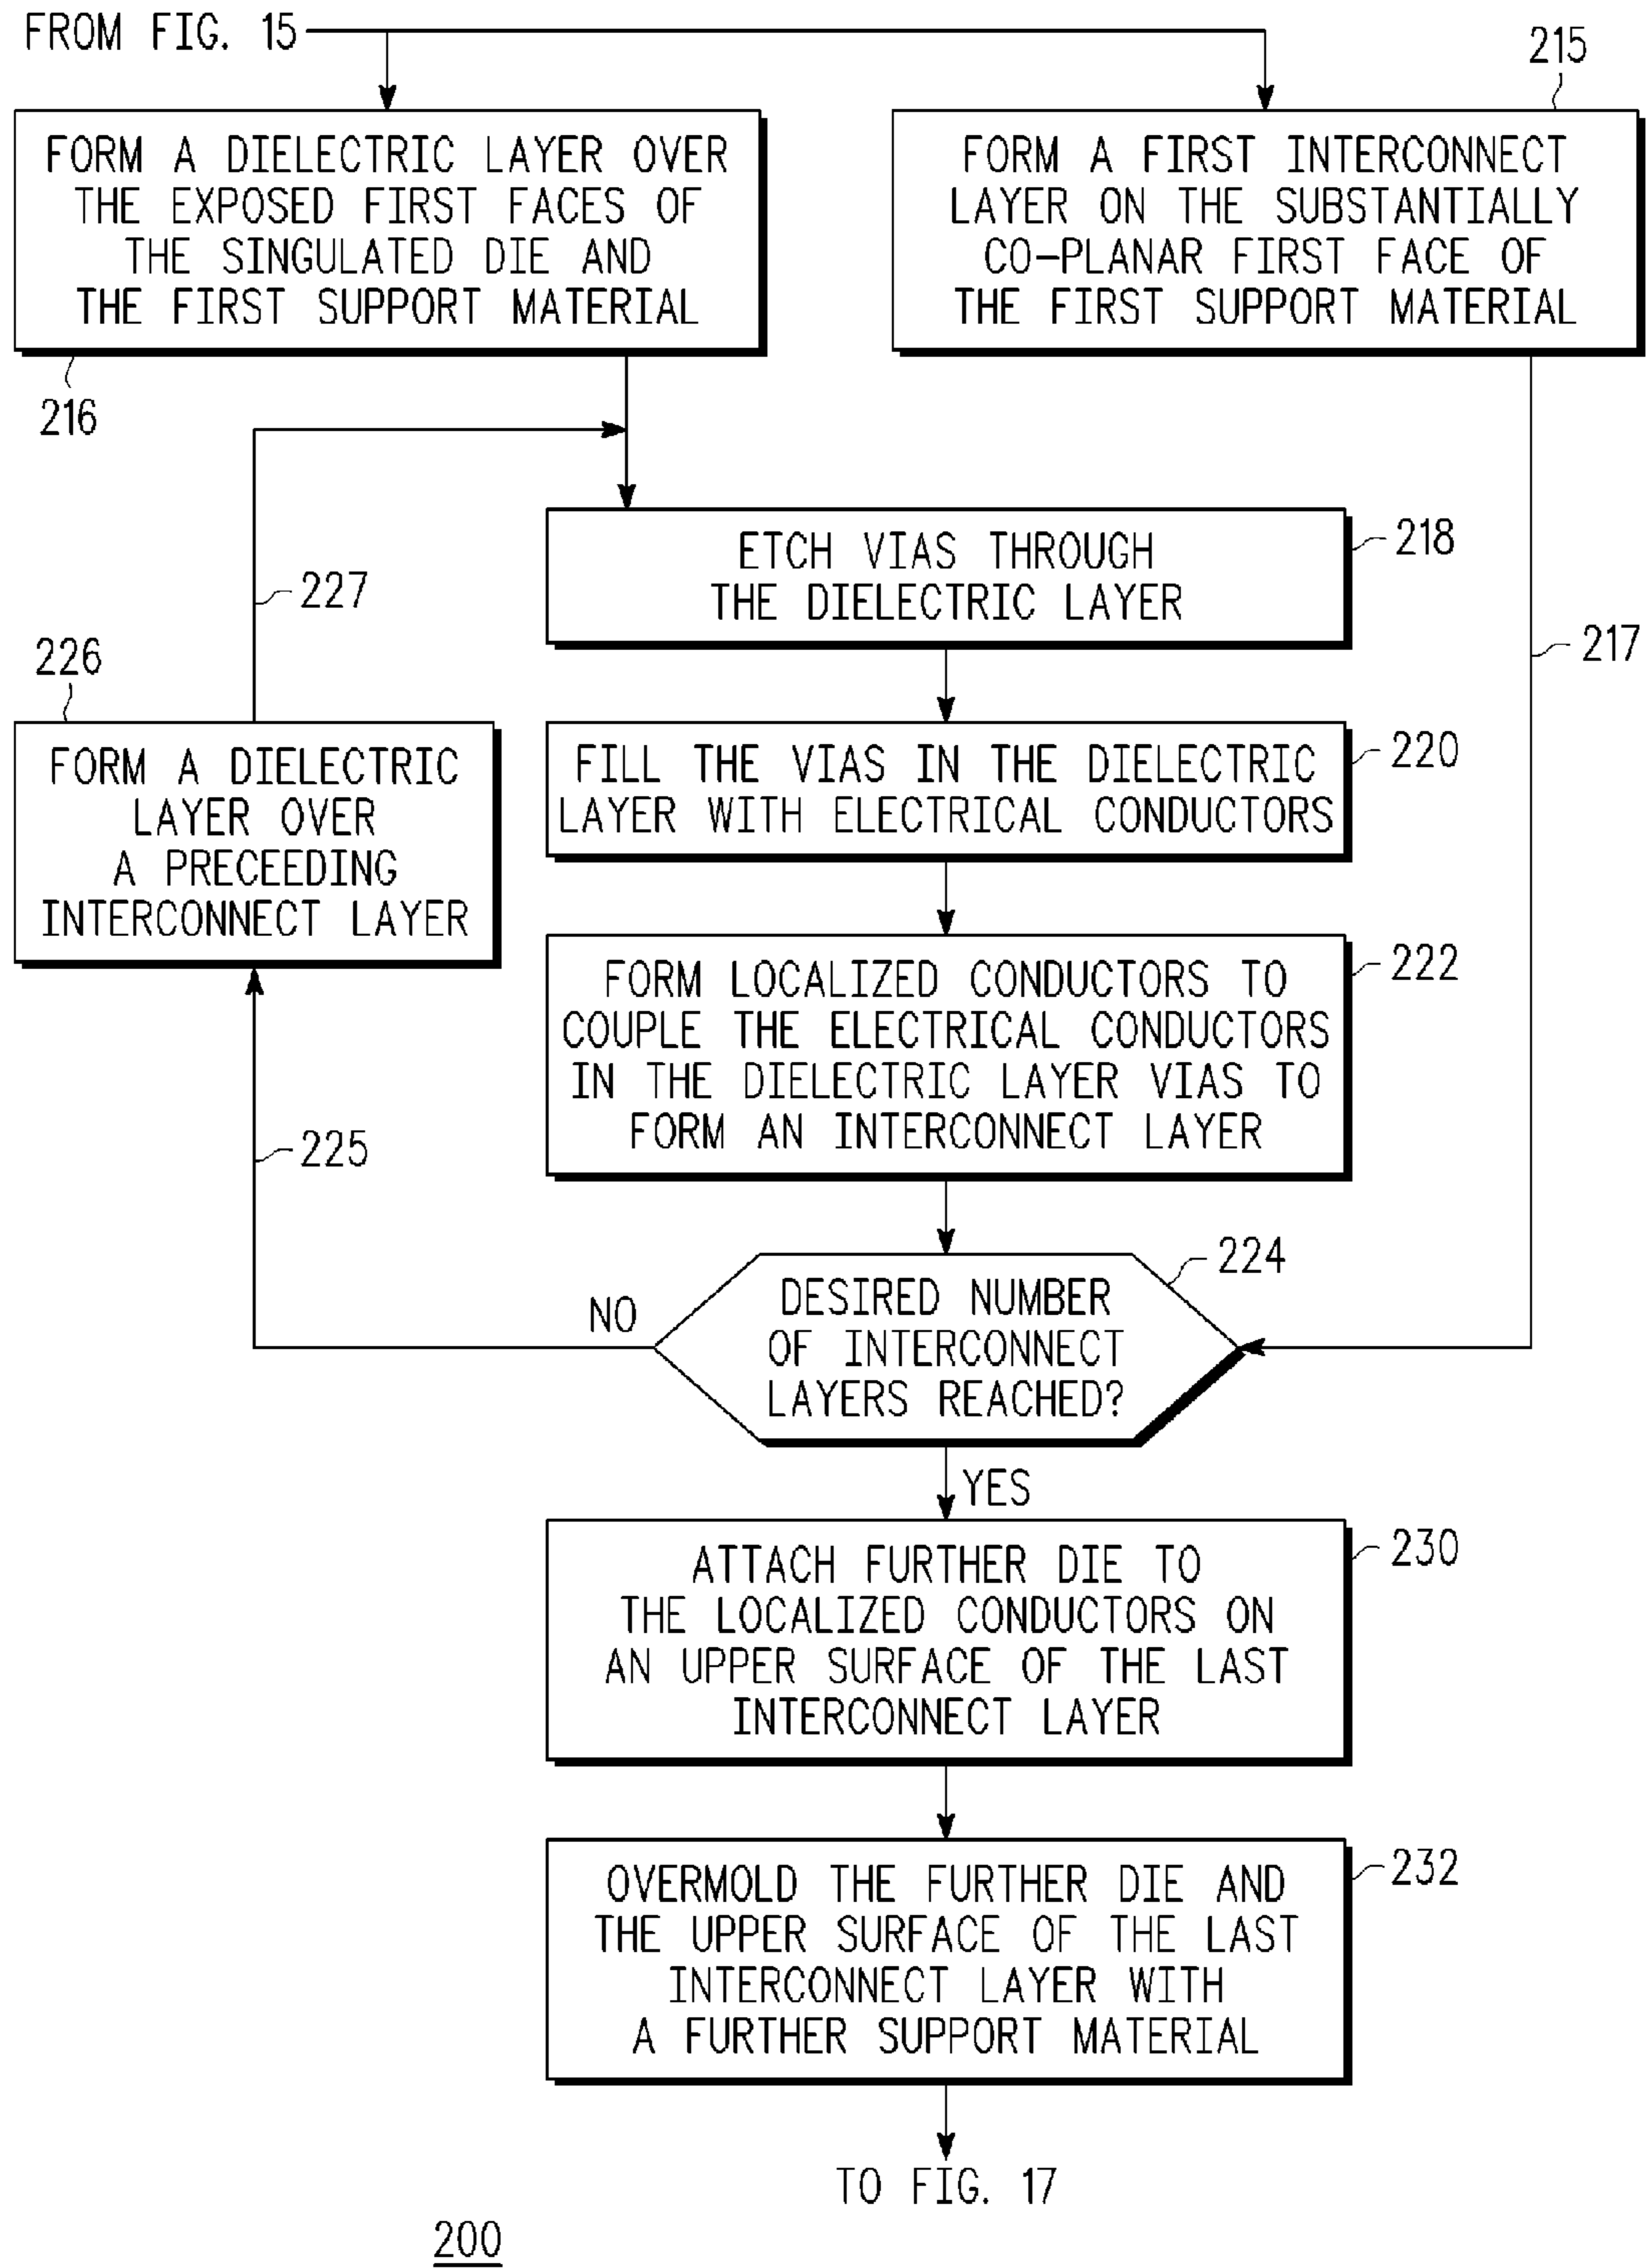 FROM FIG. 15
215
FORM A DIELECTRIC LAYER OVER
THE EXPOSED FIRST FACES OF
THE SINGULATED DIE AND
THE FIRST SUPPORT MATERIAL
FORM A FIRST INTERCONNECT
LAYER ON THE SUBSTANTIALLY
CO-PLANAR FIRST FACE OF
THE FIRST SUPPORT MATERIAL
216
218
ETCH VIAS THROUGH
THE DIELECTRIC LAYER
227
217
226
FORM A DIELECTRIC
LAYER OVER
A PRECEEDING
INTERCONNECT LAYER
220
FILL THE VIAS IN THE DIELECTRIC
LAYER WITH ELECTRICAL CONDUCTORS
222
FORM LOCALIZED CONDUCTORS TO
COUPLE THE ELECTRICAL CONDUCTORS
IN THE DIELECTRIC LAYER VIAS TO
FORM AN INTERCONNECT LAYER
225
224
NO
DESIRED NUMBER
OF INTERCONNECT
LAYERS REACHED?
YES
230
ATTACH FURTHER DIE TO
THE LOCALIZED CONDUCTORS ON
AN UPPER SURFACE OF THE LAST
INTERCONNECT LAYER
232
OVERMOLD THE FURTHER DIE AND
THE UPPER SURFACE OF THE LAST
INTERCONNECT LAYER WITH
A FURTHER SUPPORT MATERIAL
TO FIG. 17
200